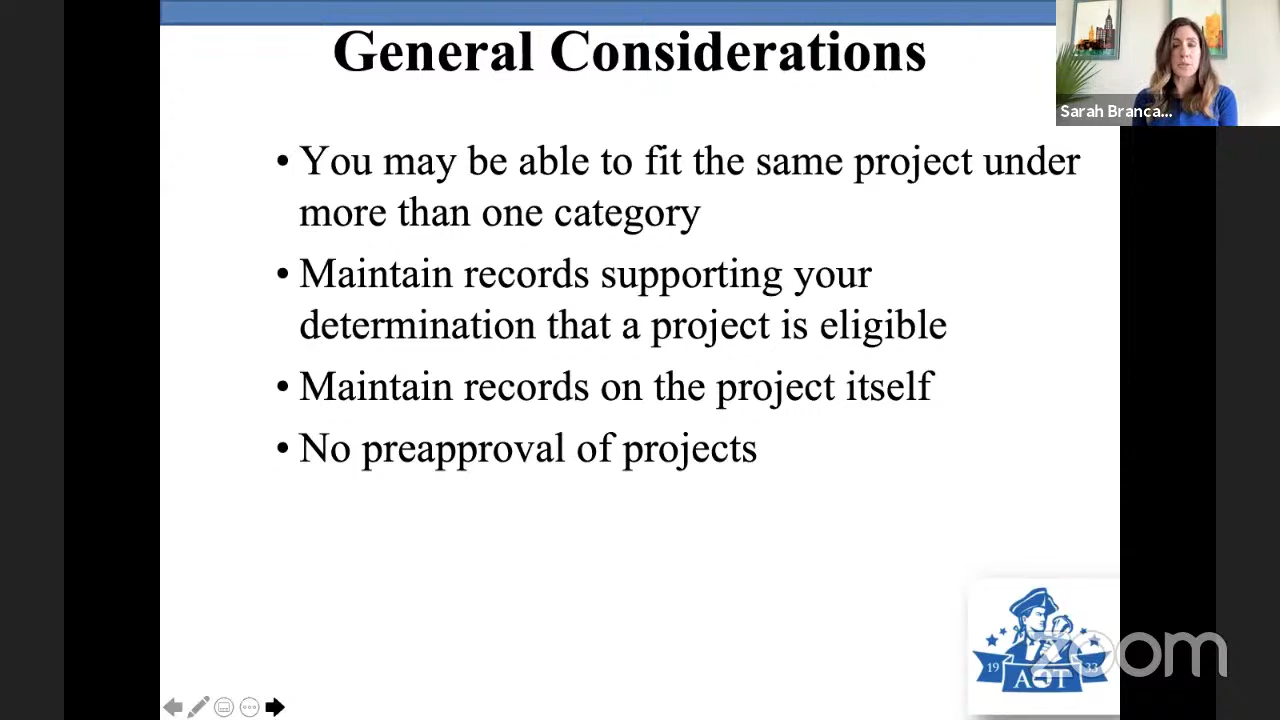 General Considerations
Sarah Branca...
• You may be able to fit the same project under
more than one category
• Maintain records supporting your
determination that a project is eligible
• Maintain records on the project itself
• No preapproval of projects
19 33
AOT
zoom